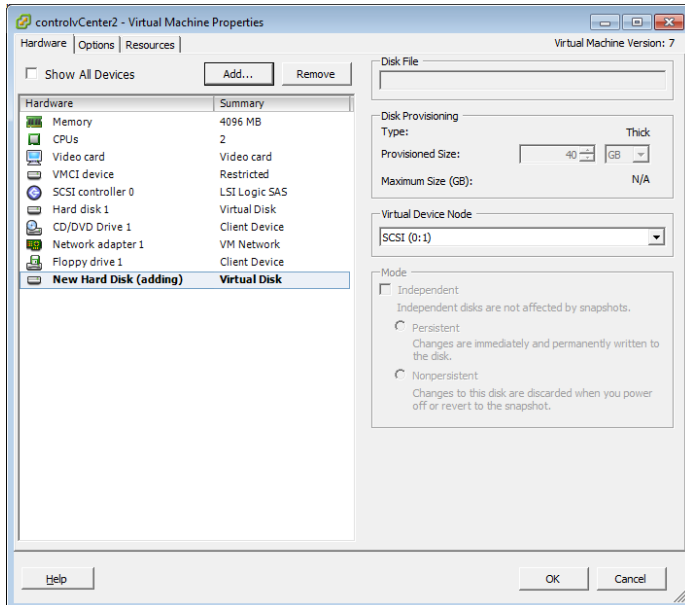 controlvCenter2 - Virtual Machine Properties
Hardware Options Resources
Virtual Machine Version: 7
Show All Devices
Add...
Remove
Hardware Summary
Memory 4096 MB
CPUs 2
Video card Video card
VMCI device Restricted
SCSI controller 0 LSI Logic SAS
Hard disk 1 Virtual Disk
CD/DVD Drive 1 Client Device
Network adapter 1 VM Network
Floppy drive 1 Client Device
New Hard Disk (adding) Virtual Disk
Disk File
Disk Provisioning
Type: Thick
Provisioned Size: 40 GB
Maximum Size (GB): N/A
Virtual Device Node
SCSI (0:1)
Mode
Independent
Independent disks are not affected by snapshots.
Persistent
Changes are immediately and permanently written to
the disk.
Nonpersistent
Changes to this disk are discarded when you power
off or revert to the snapshot.
Help
OK
Cancel